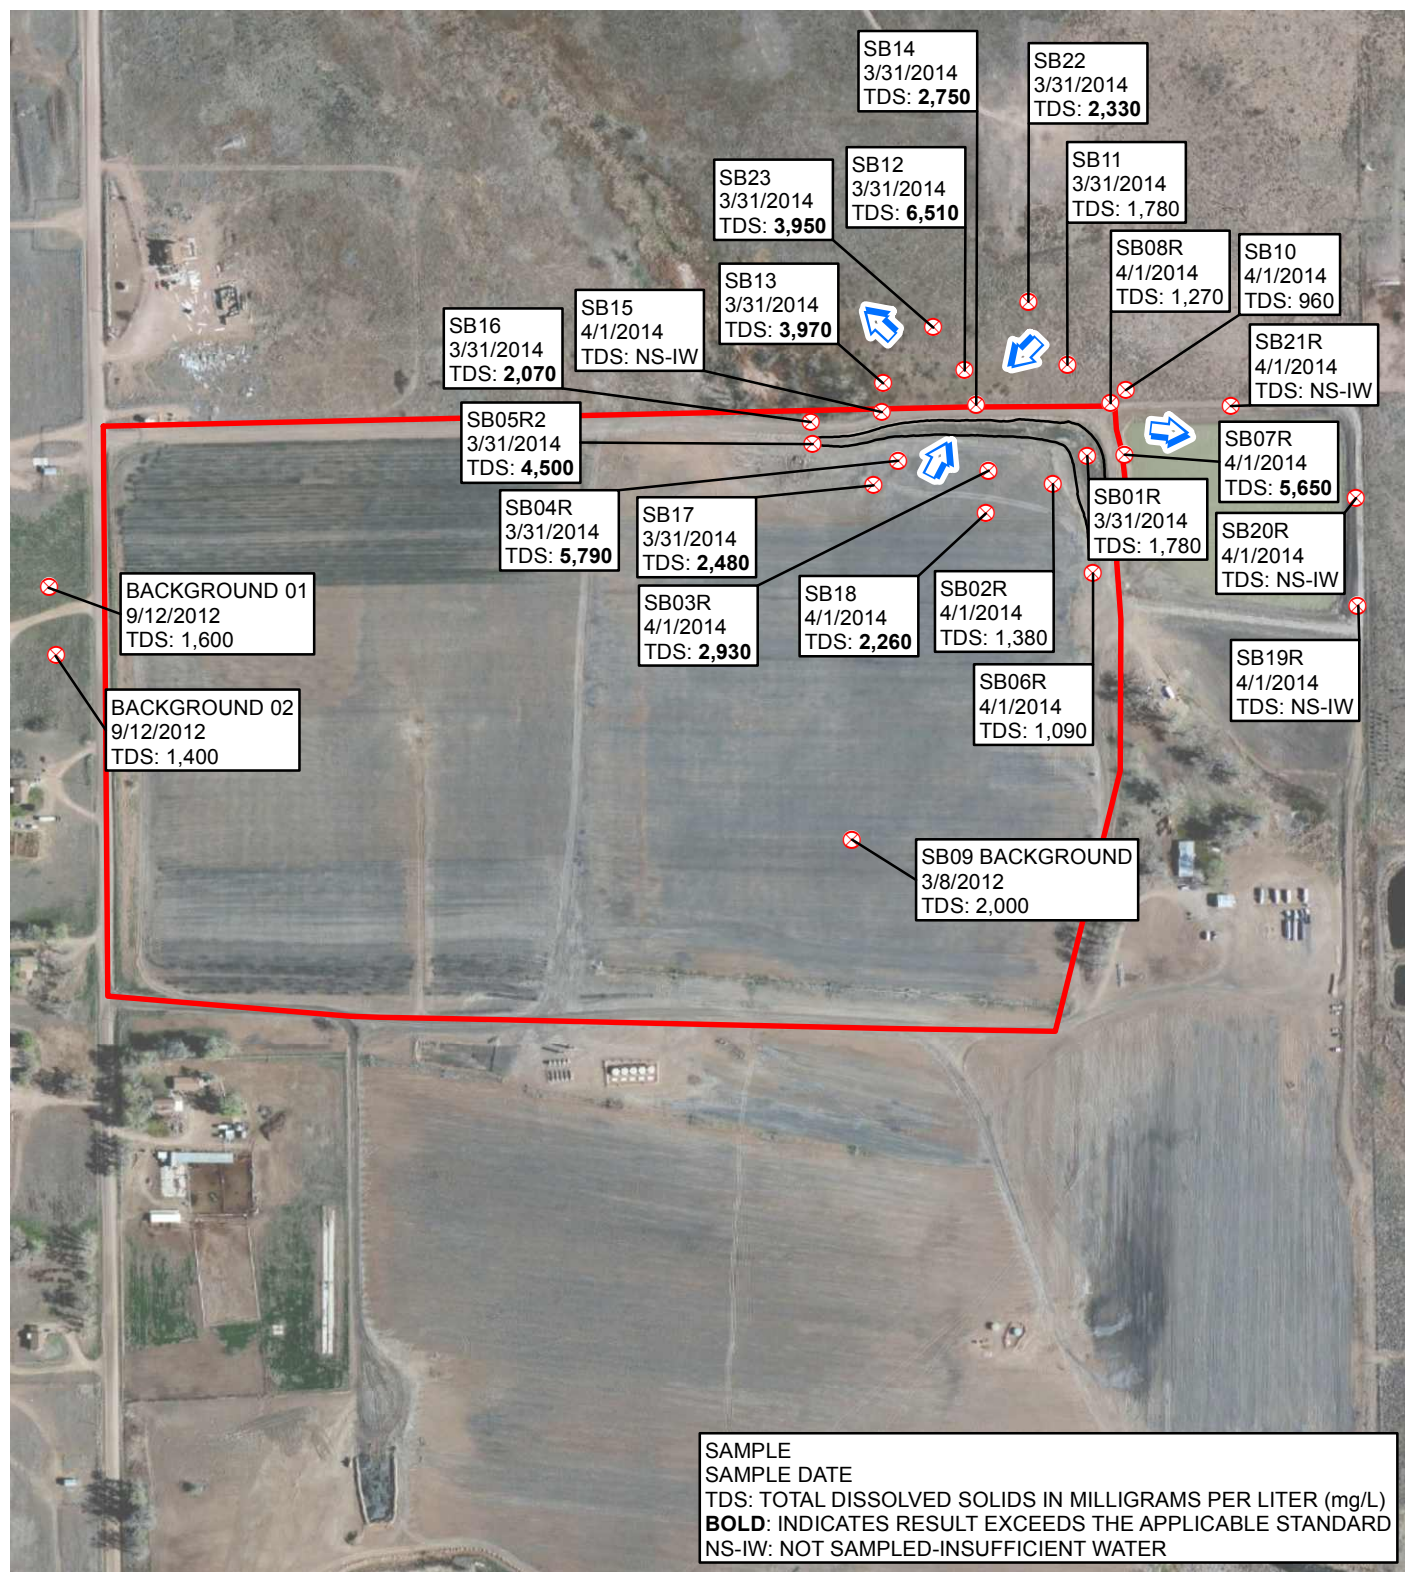 SB14
3/31/2014
TDS: 2,750
SB22
3/31/2014
TDS: 2,330
SB11
3/31/2014
TDS: 1,780
SB12
3/31/2014
TDS: 6,510
SB23
3/31/2014
TDS: 3,950
SB08R
4/1/2014
TDS: 1,270
SB10
4/1/2014
TDS: 960
SB13
3/31/2014
TDS: 3,970
SB15
4/1/2014
TDS: NS-IW
SB16
3/31/2014
TDS: 2,070
SB21R
4/1/2014
TDS: NS-IW
SB05R2
3/31/2014
TDS: 4,500
SB07R
4/1/2014
TDS: 5,650
SB04R
3/31/2014
TDS: 5,790
SB17
3/31/2014
TDS: 2,480
SB01R
3/31/2014
TDS: 1,780
SB20R
4/1/2014
TDS: NS-IW
BACKGROUND 01
9/12/2012
TDS: 1,600
SB03R
4/1/2014
TDS: 2,930
SB18
4/1/2014
TDS: 2,260
SB02R
4/1/2014
TDS: 1,380
SB19R
4/1/2014
TDS: NS-IW
SB06R
4/1/2014
TDS: 1,090
BACKGROUND 02
9/12/2012
TDS: 1,400
SB09 BACKGROUND
3/8/2012
TDS: 2,000
SAMPLE
SAMPLE DATE
TDS: TOTAL DISSOLVED SOLIDS IN MILLIGRAMS PER LITER (mg/L)
BOLD: INDICATES RESULT EXCEEDS THE APPLICABLE STANDARD
NS-IW: NOT SAMPLED-INSUFFICIENT WATER